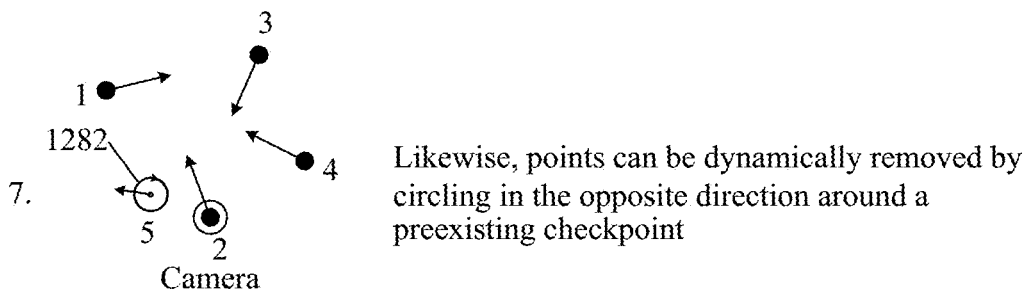 3
1
1282
4
7.
5
2
Camera
Likewise, points can be dynamically removed by
circling in the opposite direction around a
preexisting checkpoint